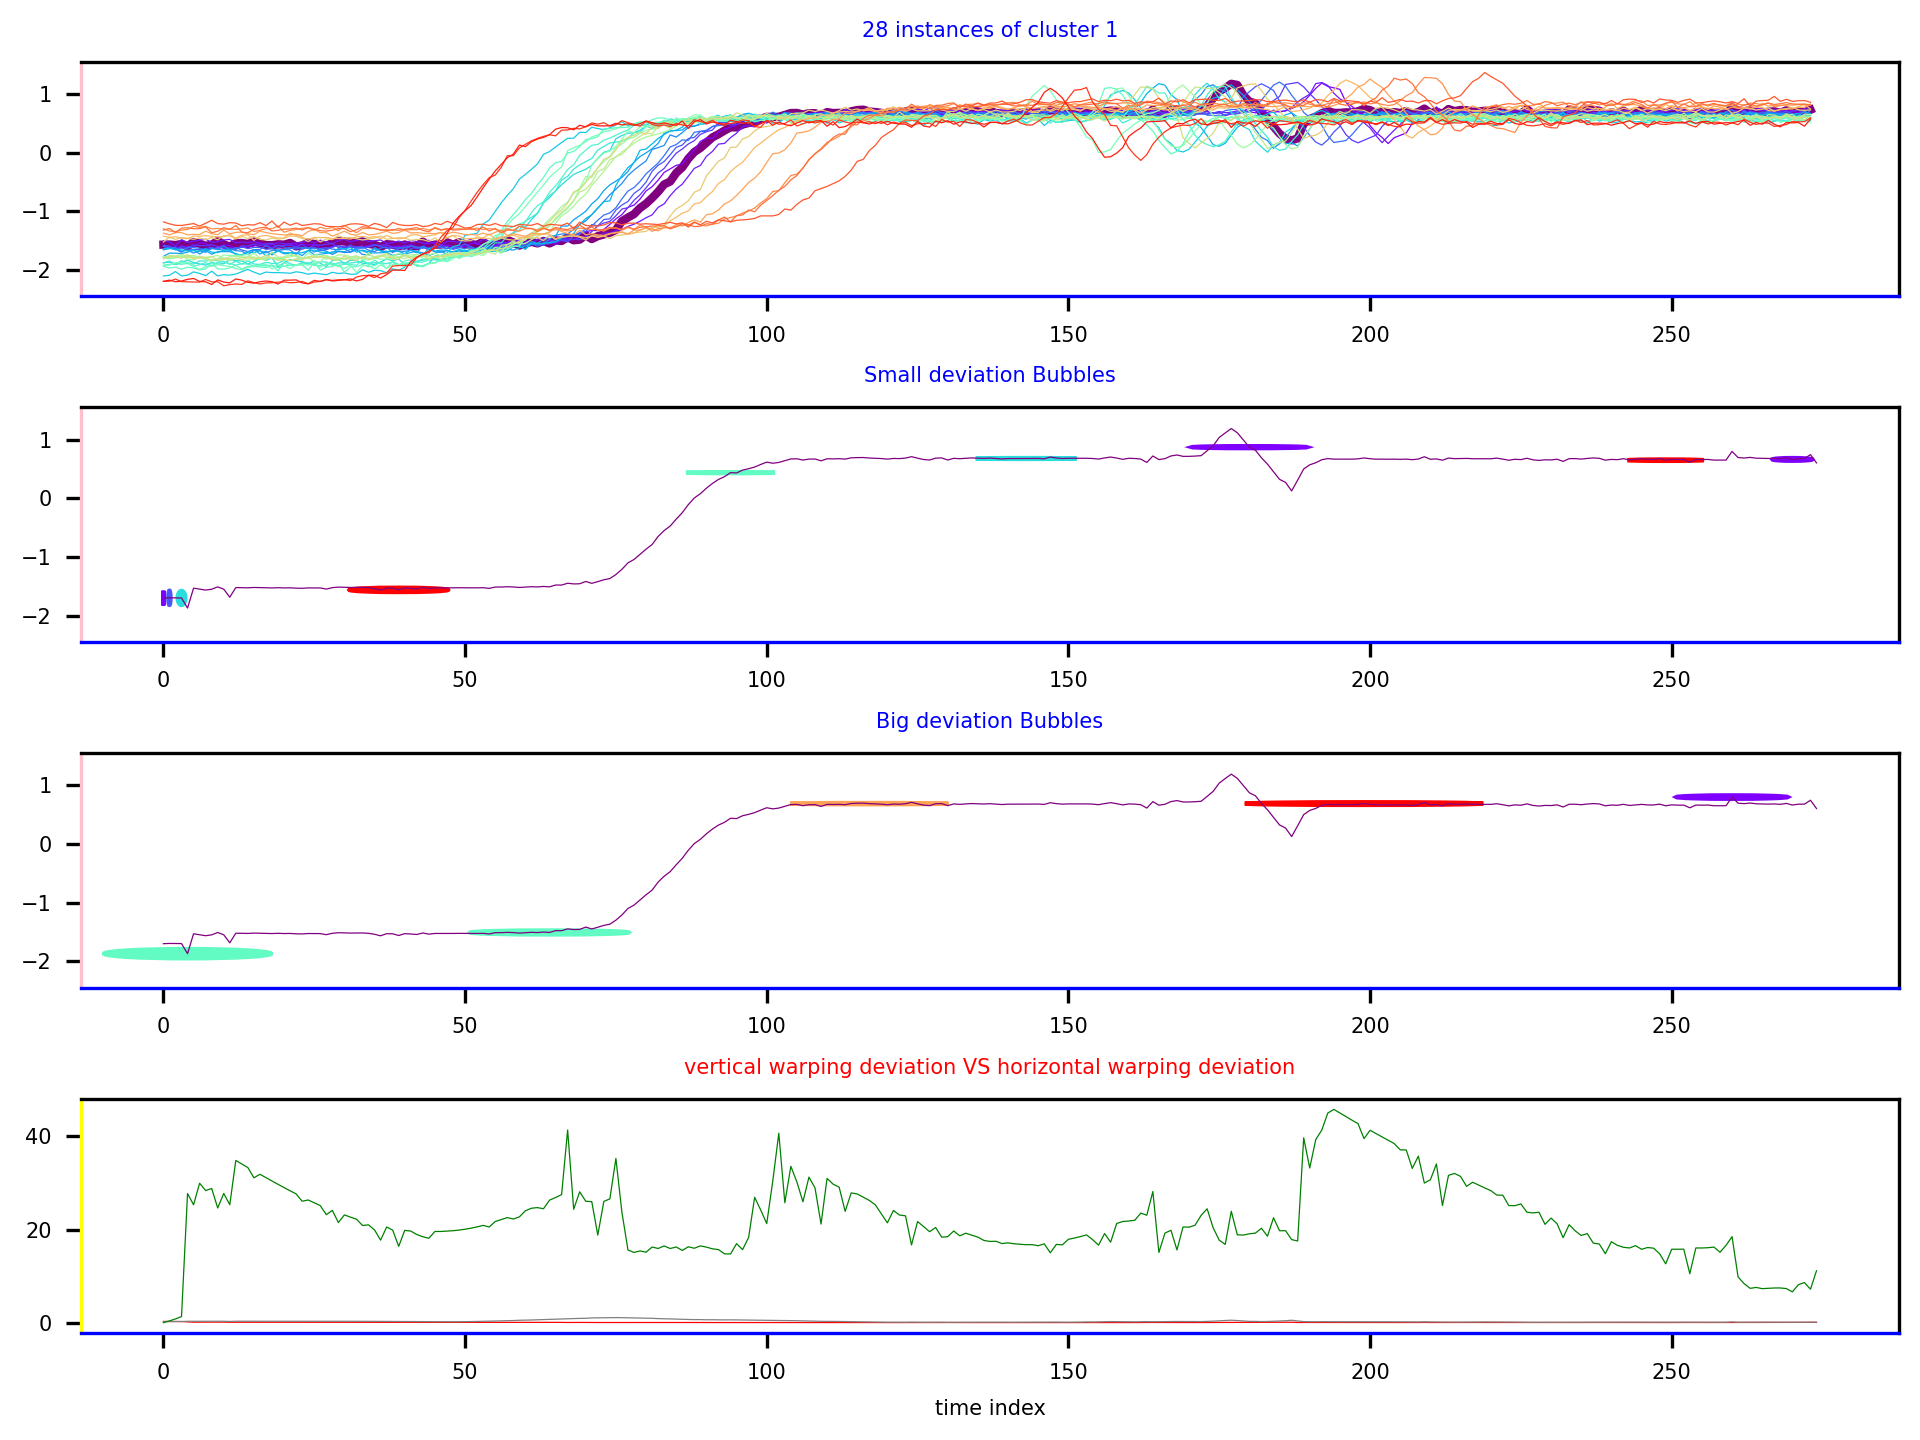 28 instances of cluster 1
1
0
−1
−2
0 50 100 150 200 250
Small deviation Bubbles
1
0
−1
−2
0 50 100 150 200 250
Big deviation Bubbles
1
0
−1
−2
0 50 100 150 200 250
vertical warping deviation VS horizontal warping deviation
40
20
0
0 50 100 150 200 250
time index